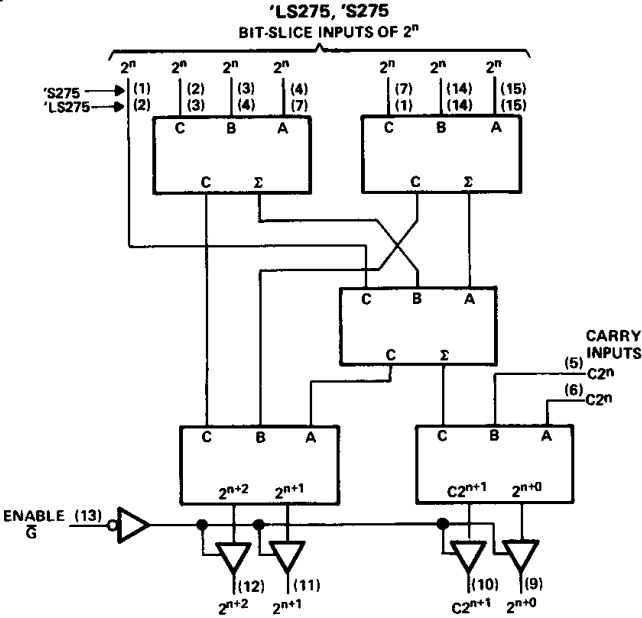 'LS275, 'S275
BIT-SLICE INPUTS OF 2ⁿ
2ⁿ 2ⁿ 2ⁿ 2ⁿ 2ⁿ 2ⁿ 2ⁿ
'S275 (1) (2) (3) (4) (7) (14) (15)
'LS275 (2) (3) (4) (7) (1) (14) (15)
C B A C B A
C Σ C Σ
C B A
C Σ
CARRY
INPUTS
(5) C2ⁿ
(6) C2ⁿ
C B A C B A
2ⁿ⁺² 2ⁿ⁺¹ C2ⁿ⁺¹ 2ⁿ⁺⁰
ENABLE (13)
G̅
(12) (11) (10) (9)
2ⁿ⁺² 2ⁿ⁺¹ C2ⁿ⁺¹ 2ⁿ⁺⁰